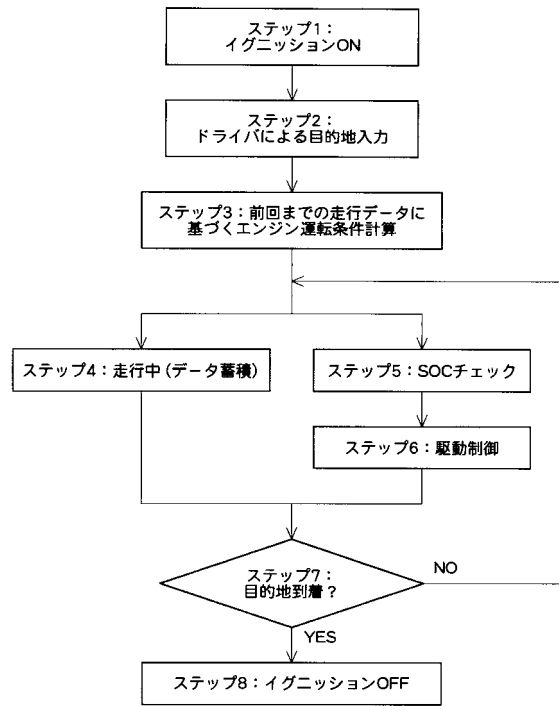 ステップ1：
イグニッションON
ステップ2：
ドライバによる目的地入力
ステップ3：前回までの走行データに
基づくエンジン運転条件計算
ステップ4：走行中（データ蓄積）
ステップ5：SOCチェック
ステップ6：駆動制御
ステップ7：
目的地到着？
NO
YES
ステップ8：イグニッションOFF